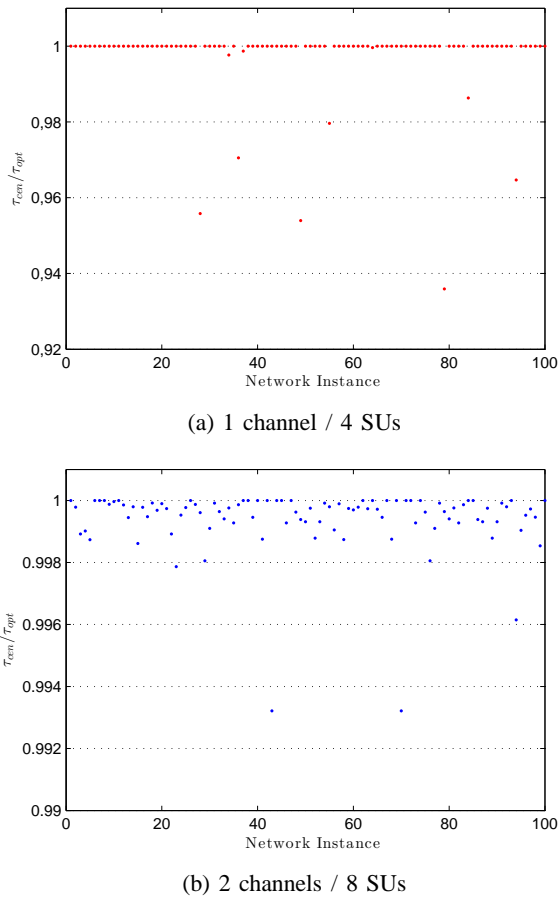 1
0,98
0,96
0,94
0,92
0 20 40 60 80 100
τcen/τopt
Network Instance
(a) 1 channel / 4 SUs
1
0.998
0.996
0.994
0.992
0.99
0 20 40 60 80 100
τcen/τopt
Network Instance
(b) 2 channels / 8 SUs